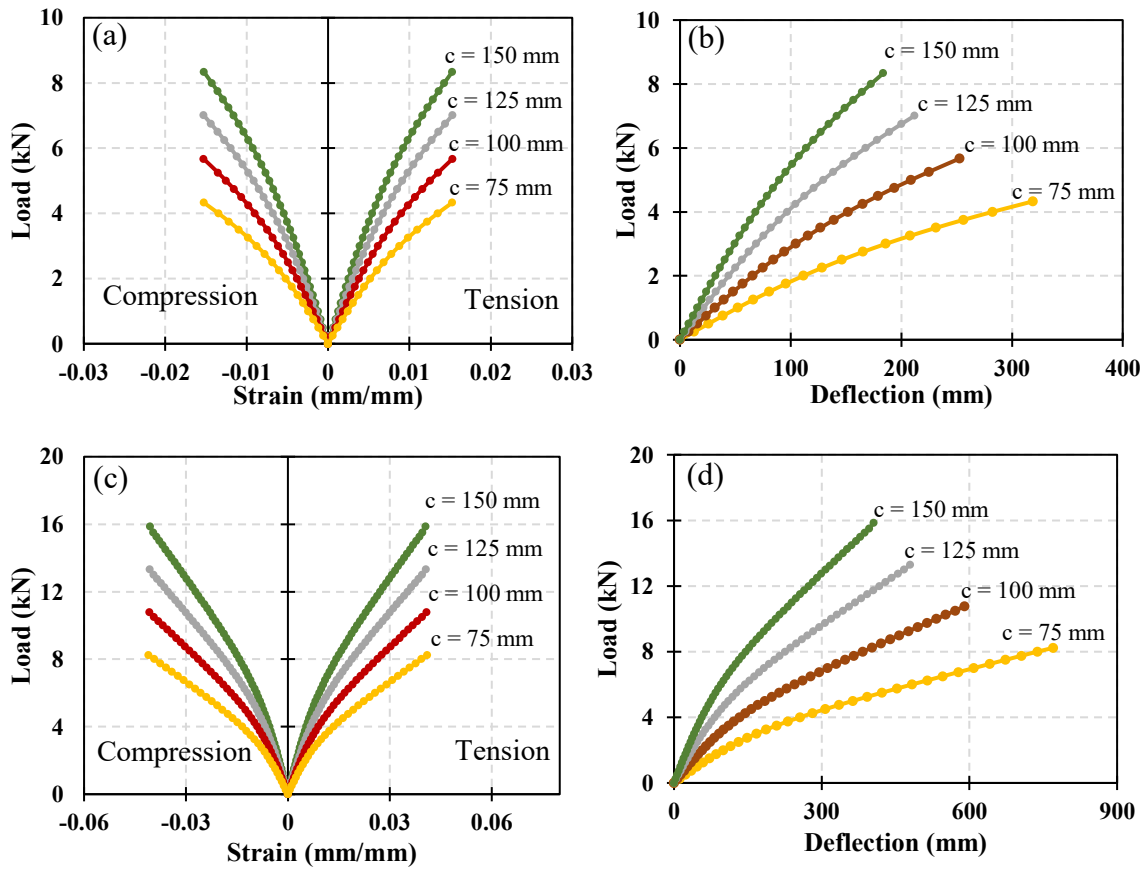 (a)
10
8
6
4
2
0
Load (kN)
c = 150 mm
c = 125 mm
c = 100 mm
c = 75 mm
Compression
Tension
-0.03
-0.02
-0.01
0
0.01
0.02
0.03
Strain (mm/mm)
(b)
10
8
6
4
2
0
Load (kN)
c = 150 mm
c = 125 mm
c = 100 mm
c = 75 mm
0
100
200
300
400
Deflection (mm)
(c)
20
16
12
8
4
0
Load (kN)
c = 150 mm
c = 125 mm
c = 100 mm
c = 75 mm
Compression
Tension
-0.06
-0.03
0
0.03
0.06
Strain (mm/mm)
(d)
20
16
12
8
4
0
Load (kN)
c = 150 mm
c = 125 mm
c = 100 mm
c = 75 mm
0
300
600
900
Deflection (mm)